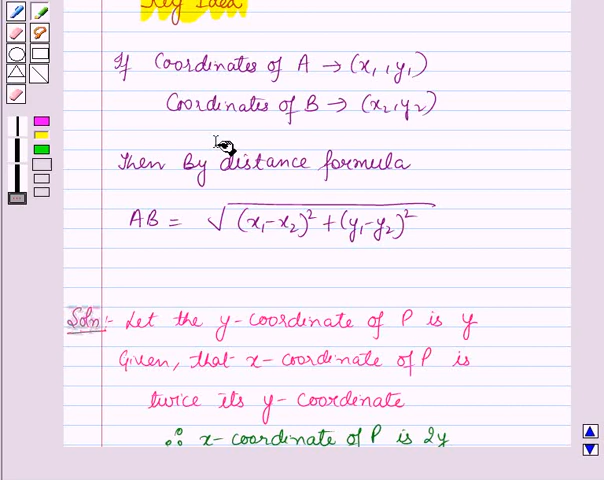 Key Idea
If Coordinates of A → (x₁, y₁)
Coordinates of B → (x₂, y₂)
Then By distance formula
AB = √((x₁-x₂)² + (y₁-y₂)²)
Soln:- Let the y-coordinate of P is y
Given, that x-coordinate of P is
twice its y-coordinate
∴ x-coordinate of P is 2y